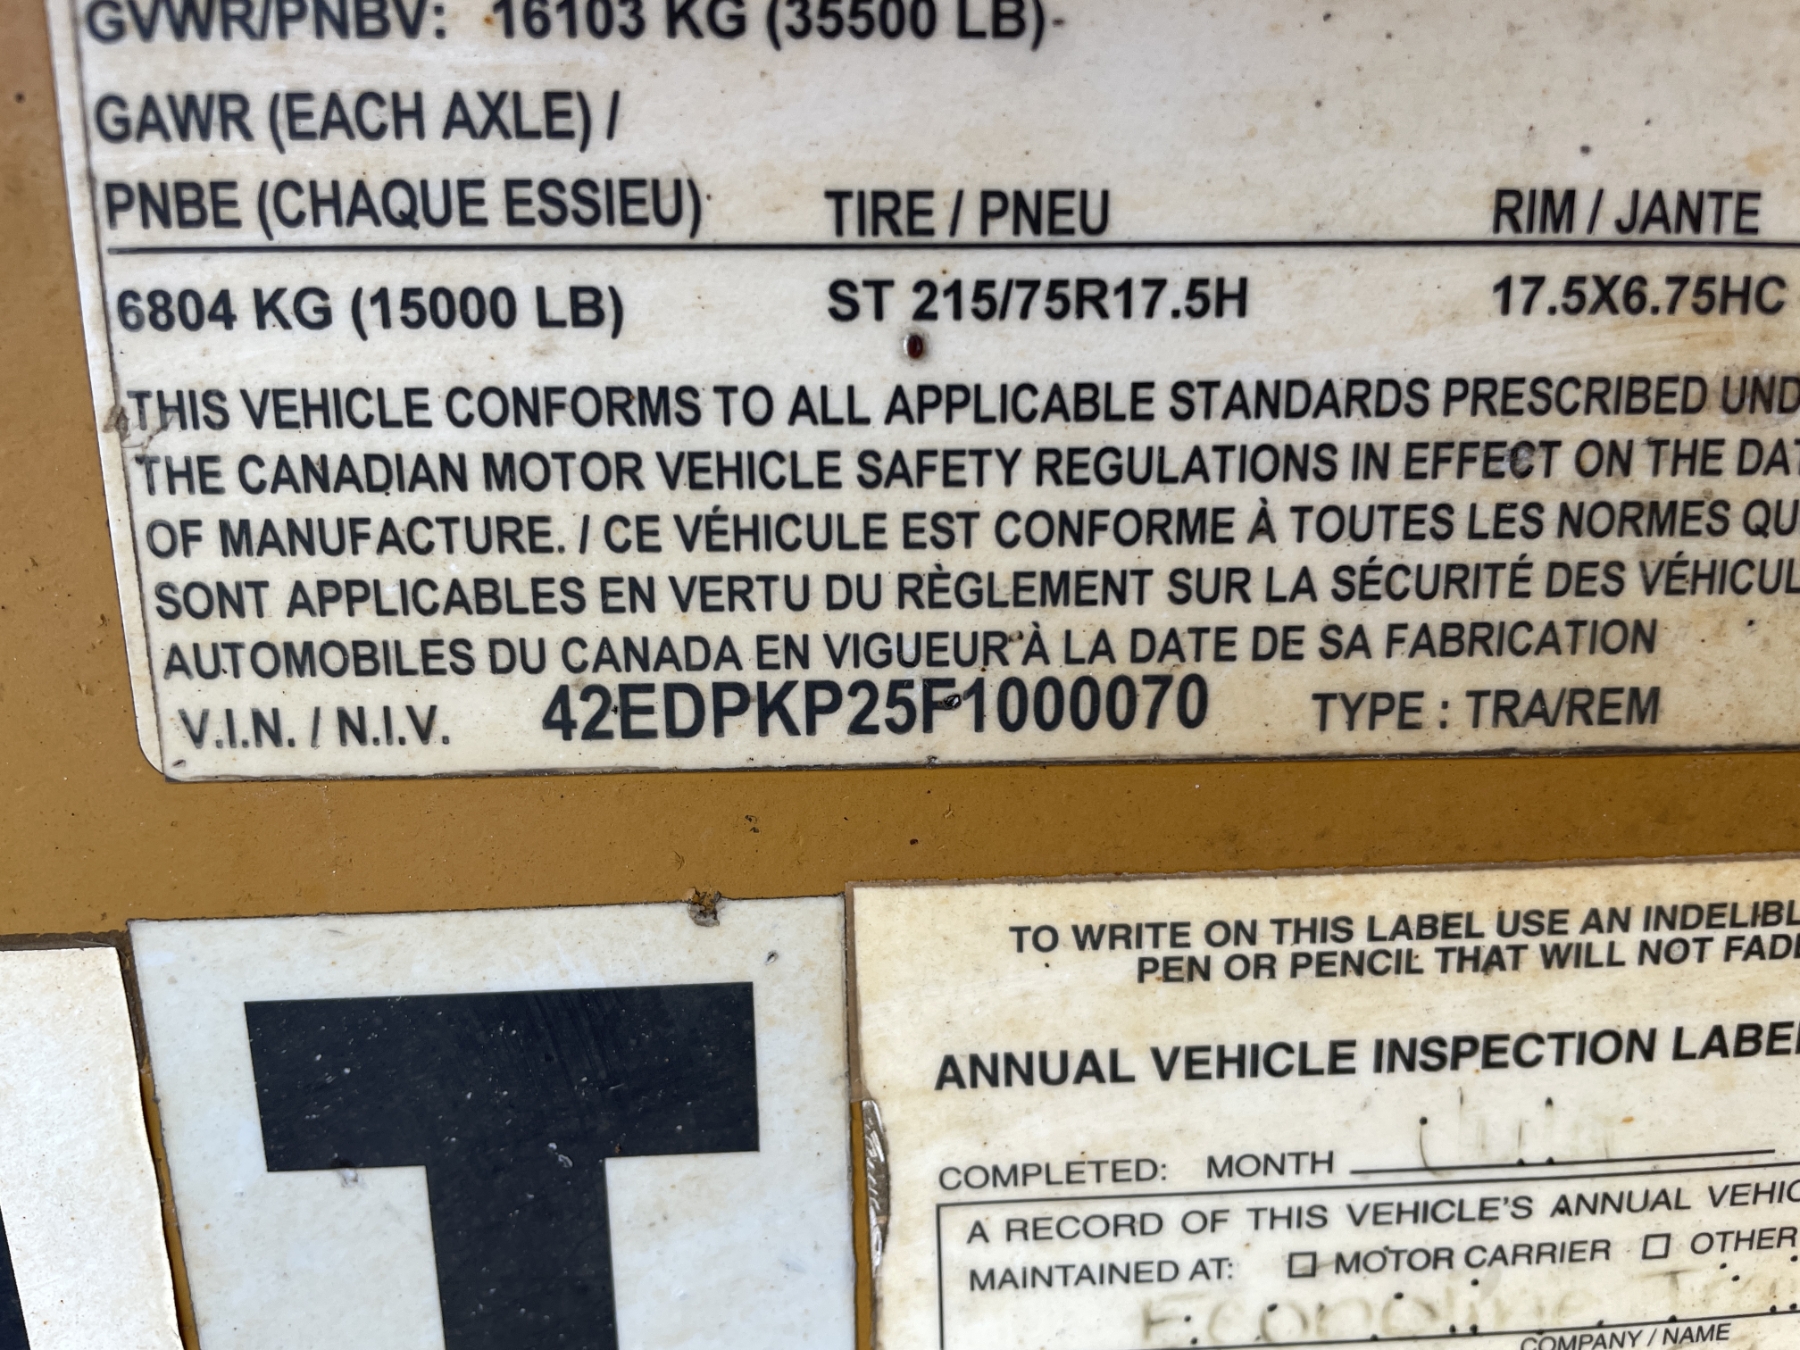 GVWR/PNBV: 16103 KG (35500 LB)
GAWR (EACH AXLE) /
PNBE (CHAQUE ESSIEU) TIRE / PNEU RIM / JANTE
6804 KG (15000 LB) ST 215/75R17.5H 17.5X6.75HC
THIS VEHICLE CONFORMS TO ALL APPLICABLE STANDARDS PRESCRIBED UND
THE CANADIAN MOTOR VEHICLE SAFETY REGULATIONS IN EFFECT ON THE DAT
OF MANUFACTURE. / CE VÉHICULE EST CONFORME À TOUTES LES NORMES QU
SONT APPLICABLES EN VERTU DU RÈGLEMENT SUR LA SÉCURITÉ DES VÉHICUL
AUTOMOBILES DU CANADA EN VIGUEUR À LA DATE DE SA FABRICATION
V.I.N. / N.I.V. 42EDPKP25F1000070 TYPE : TRA/REM
T
TO WRITE ON THIS LABEL USE AN INDELIBL
PEN OR PENCIL THAT WILL NOT FADE
ANNUAL VEHICLE INSPECTION LABEL
COMPLETED: MONTH July
A RECORD OF THIS VEHICLE'S ANNUAL VEHIC
MAINTAINED AT: □ MOTOR CARRIER □ OTHER
Econoline
COMPANY / NAME